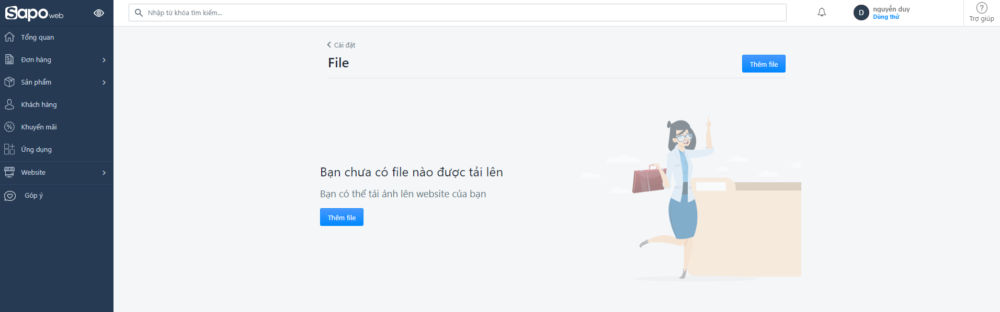 Sapo web
Nhập từ khóa tìm kiếm...
D
nguyễn duy
Dùng thử
Trợ giúp
Tổng quan
Đơn hàng
Sản phẩm
Khách hàng
Khuyến mãi
Ứng dụng
Website
Góp ý
Cài đặt
File
Thêm file
Bạn chưa có file nào được tải lên
Bạn có thể tải ảnh lên website của bạn
Thêm file